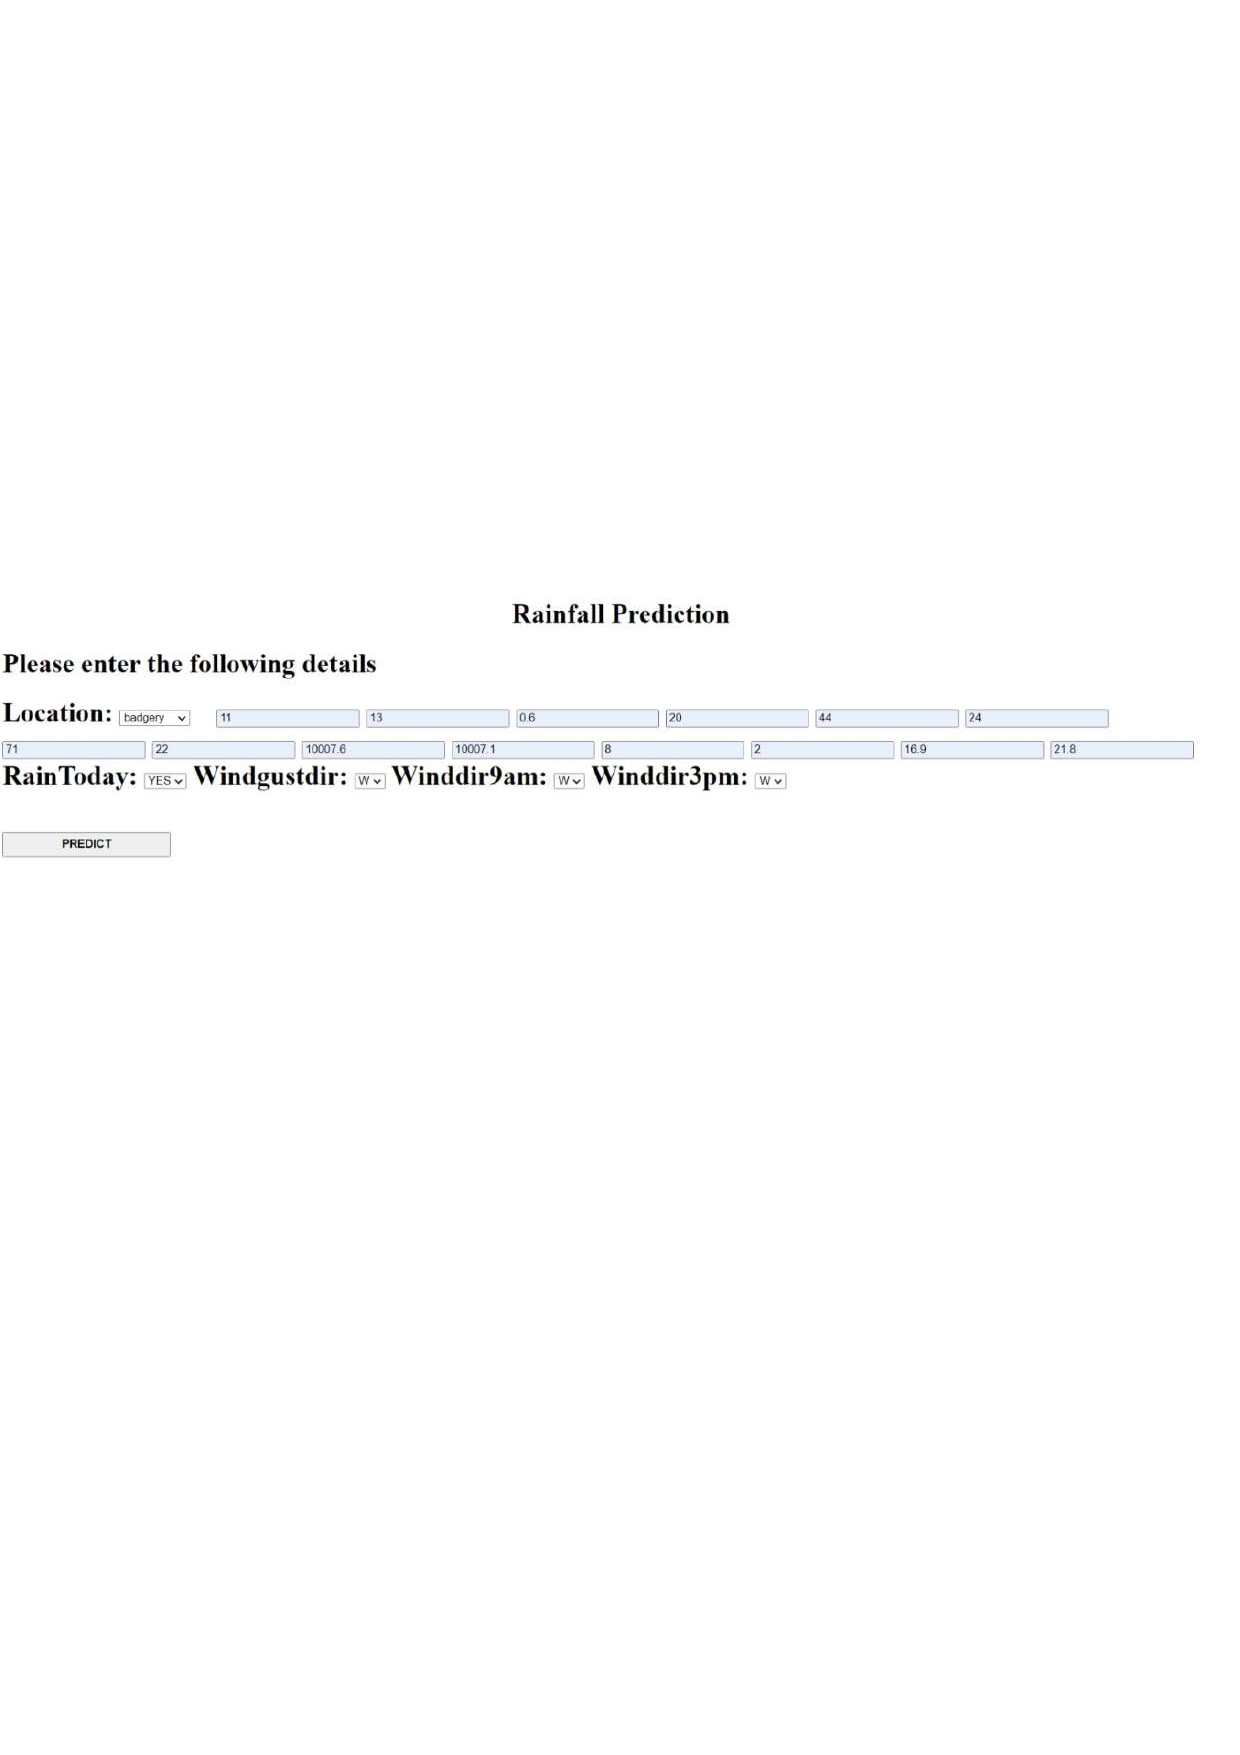 Rainfall Prediction
Please enter the following details
Location: badgery 11 13 0.6 20 44 24
71 22 10007.6 10007.1 8 2 16.9 21.8
RainToday: YES Windgustdir: W Winddir9am: W Winddir3pm: W
PREDICT